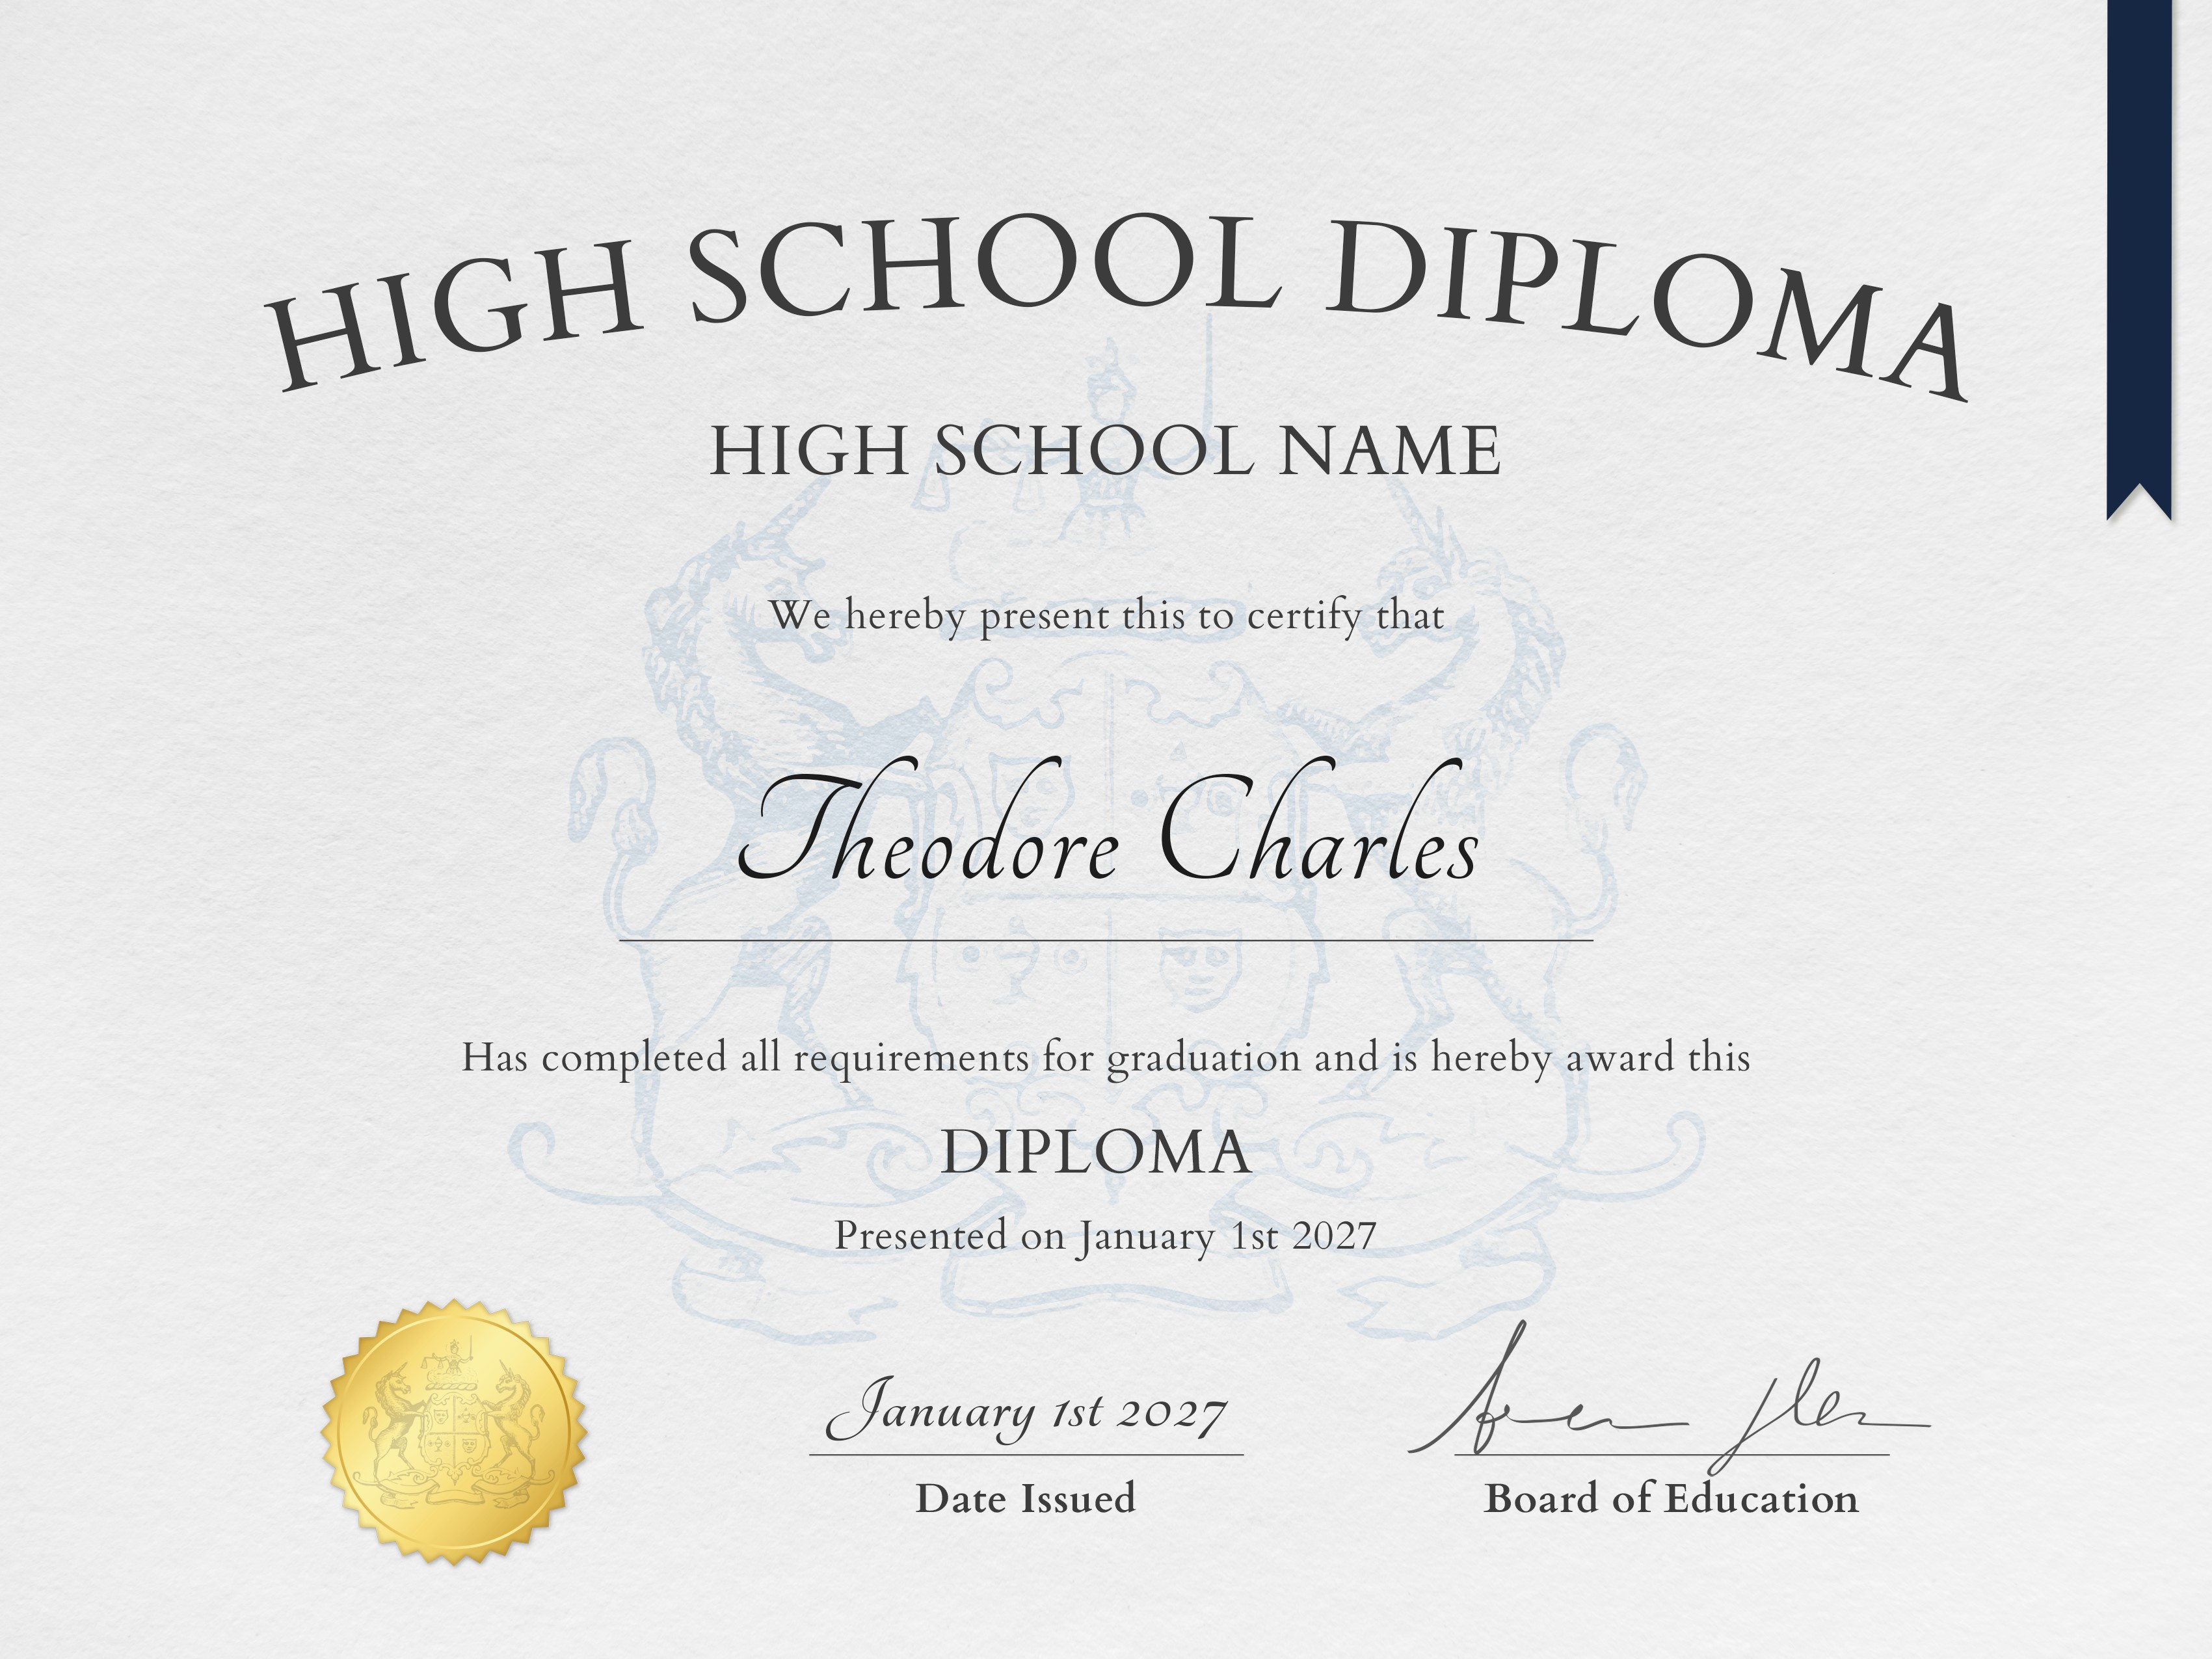 HIGH SCHOOL DIPLOMA
HIGH SCHOOL NAME
We hereby present this to certify that
Theodore Charles
Has completed all requirements for graduation and is hereby award this
DIPLOMA
Presented on January 1st 2027
January 1st 2027
Date Issued
Board of Education